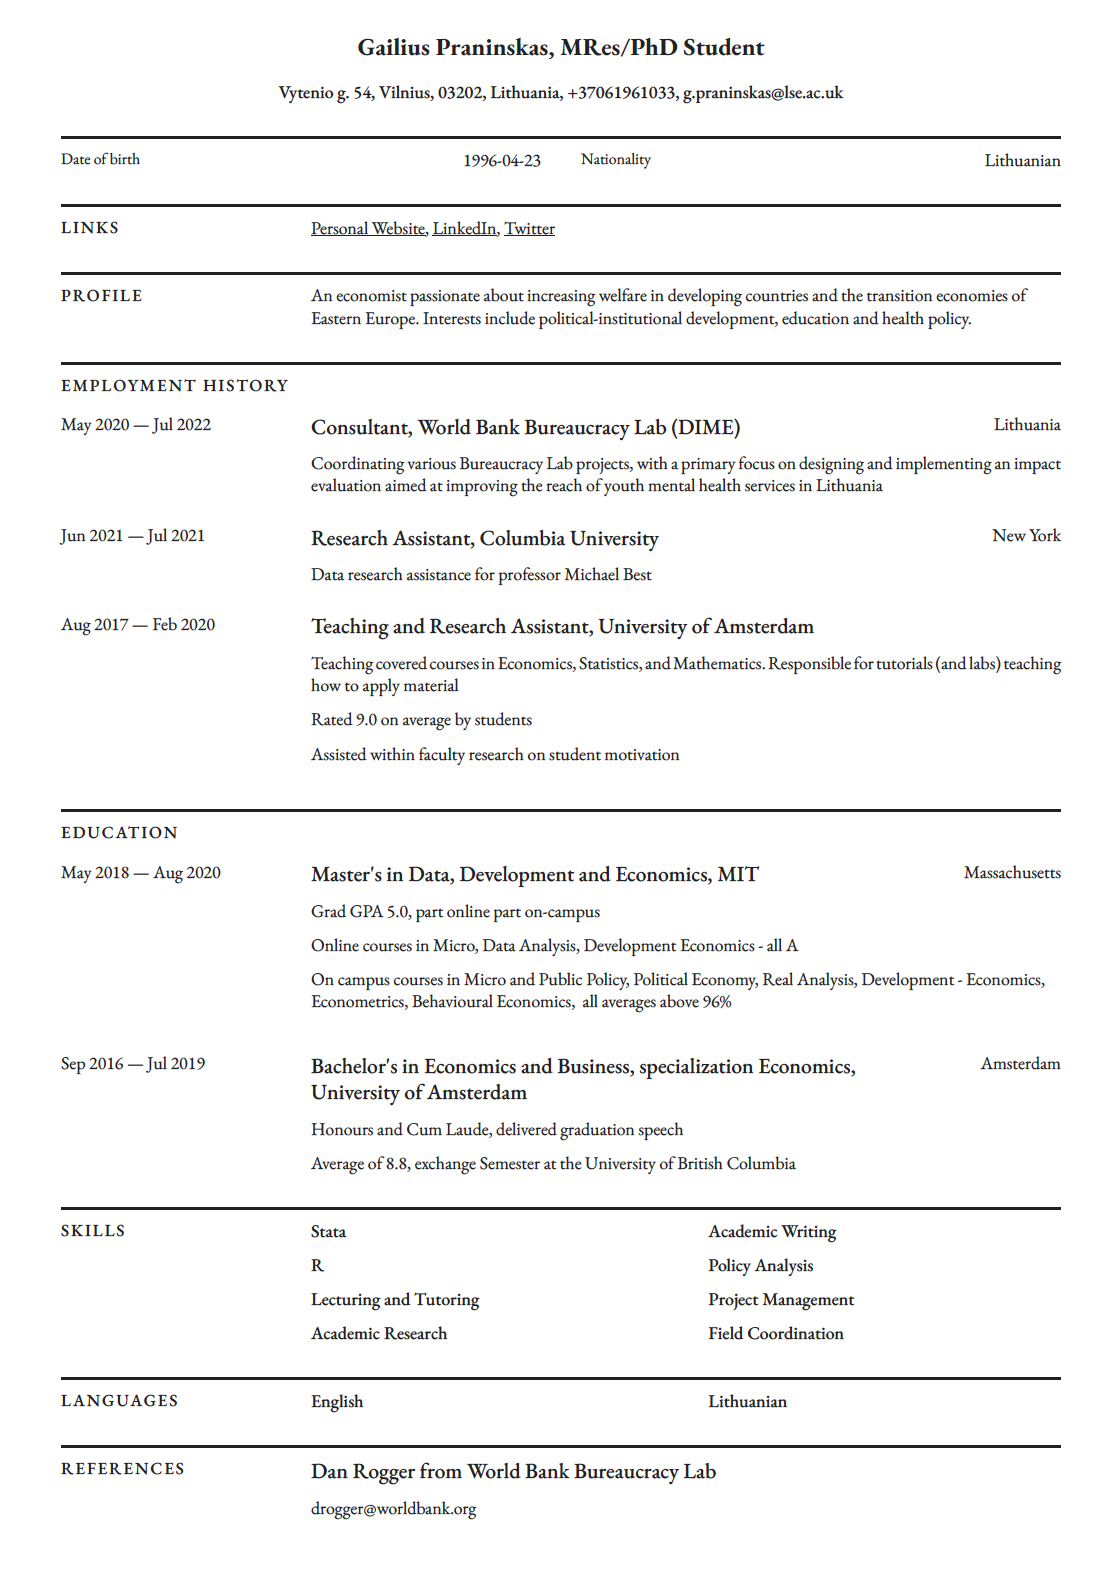 Gailius Praninskas, MRes/PhD Student
Vytenio g. 54, Vilnius, 03202, Lithuania, +37061961033, g.praninskas@lse.ac.uk
Date of birth 1996-04-23 Nationality Lithuanian
LINKS Personal Website, LinkedIn, Twitter
PROFILE An economist passionate about increasing welfare in developing countries and the transition economies of
Eastern Europe. Interests include political-institutional development, education and health policy.
EMPLOYMENT HISTORY
May 2020 — Jul 2022 Consultant, World Bank Bureaucracy Lab (DIME) Lithuania
Coordinating various Bureaucracy Lab projects, with a primary focus on designing and implementing an impact
evaluation aimed at improving the reach of youth mental health services in Lithuania
Jun 2021 — Jul 2021 Research Assistant, Columbia University New York
Data research assistance for professor Michael Best
Aug 2017 — Feb 2020 Teaching and Research Assistant, University of Amsterdam
Teaching covered courses in Economics, Statistics, and Mathematics. Responsible for tutorials (and labs) teaching
how to apply material
Rated 9.0 on average by students
Assisted within faculty research on student motivation
EDUCATION
May 2018 — Aug 2020 Master's in Data, Development and Economics, MIT Massachusetts
Grad GPA 5.0, part online part on-campus
Online courses in Micro, Data Analysis, Development Economics - all A
On campus courses in Micro and Public Policy, Political Economy, Real Analysis, Development - Economics,
Econometrics, Behavioural Economics, all averages above 96%
Sep 2016 — Jul 2019 Bachelor's in Economics and Business, specialization Economics, Amsterdam
University of Amsterdam
Honours and Cum Laude, delivered graduation speech
Average of 8.8, exchange Semester at the University of British Columbia
SKILLS Stata Academic Writing
R Policy Analysis
Lecturing and Tutoring Project Management
Academic Research Field Coordination
LANGUAGES English Lithuanian
REFERENCES Dan Rogger from World Bank Bureaucracy Lab
drogger@worldbank.org